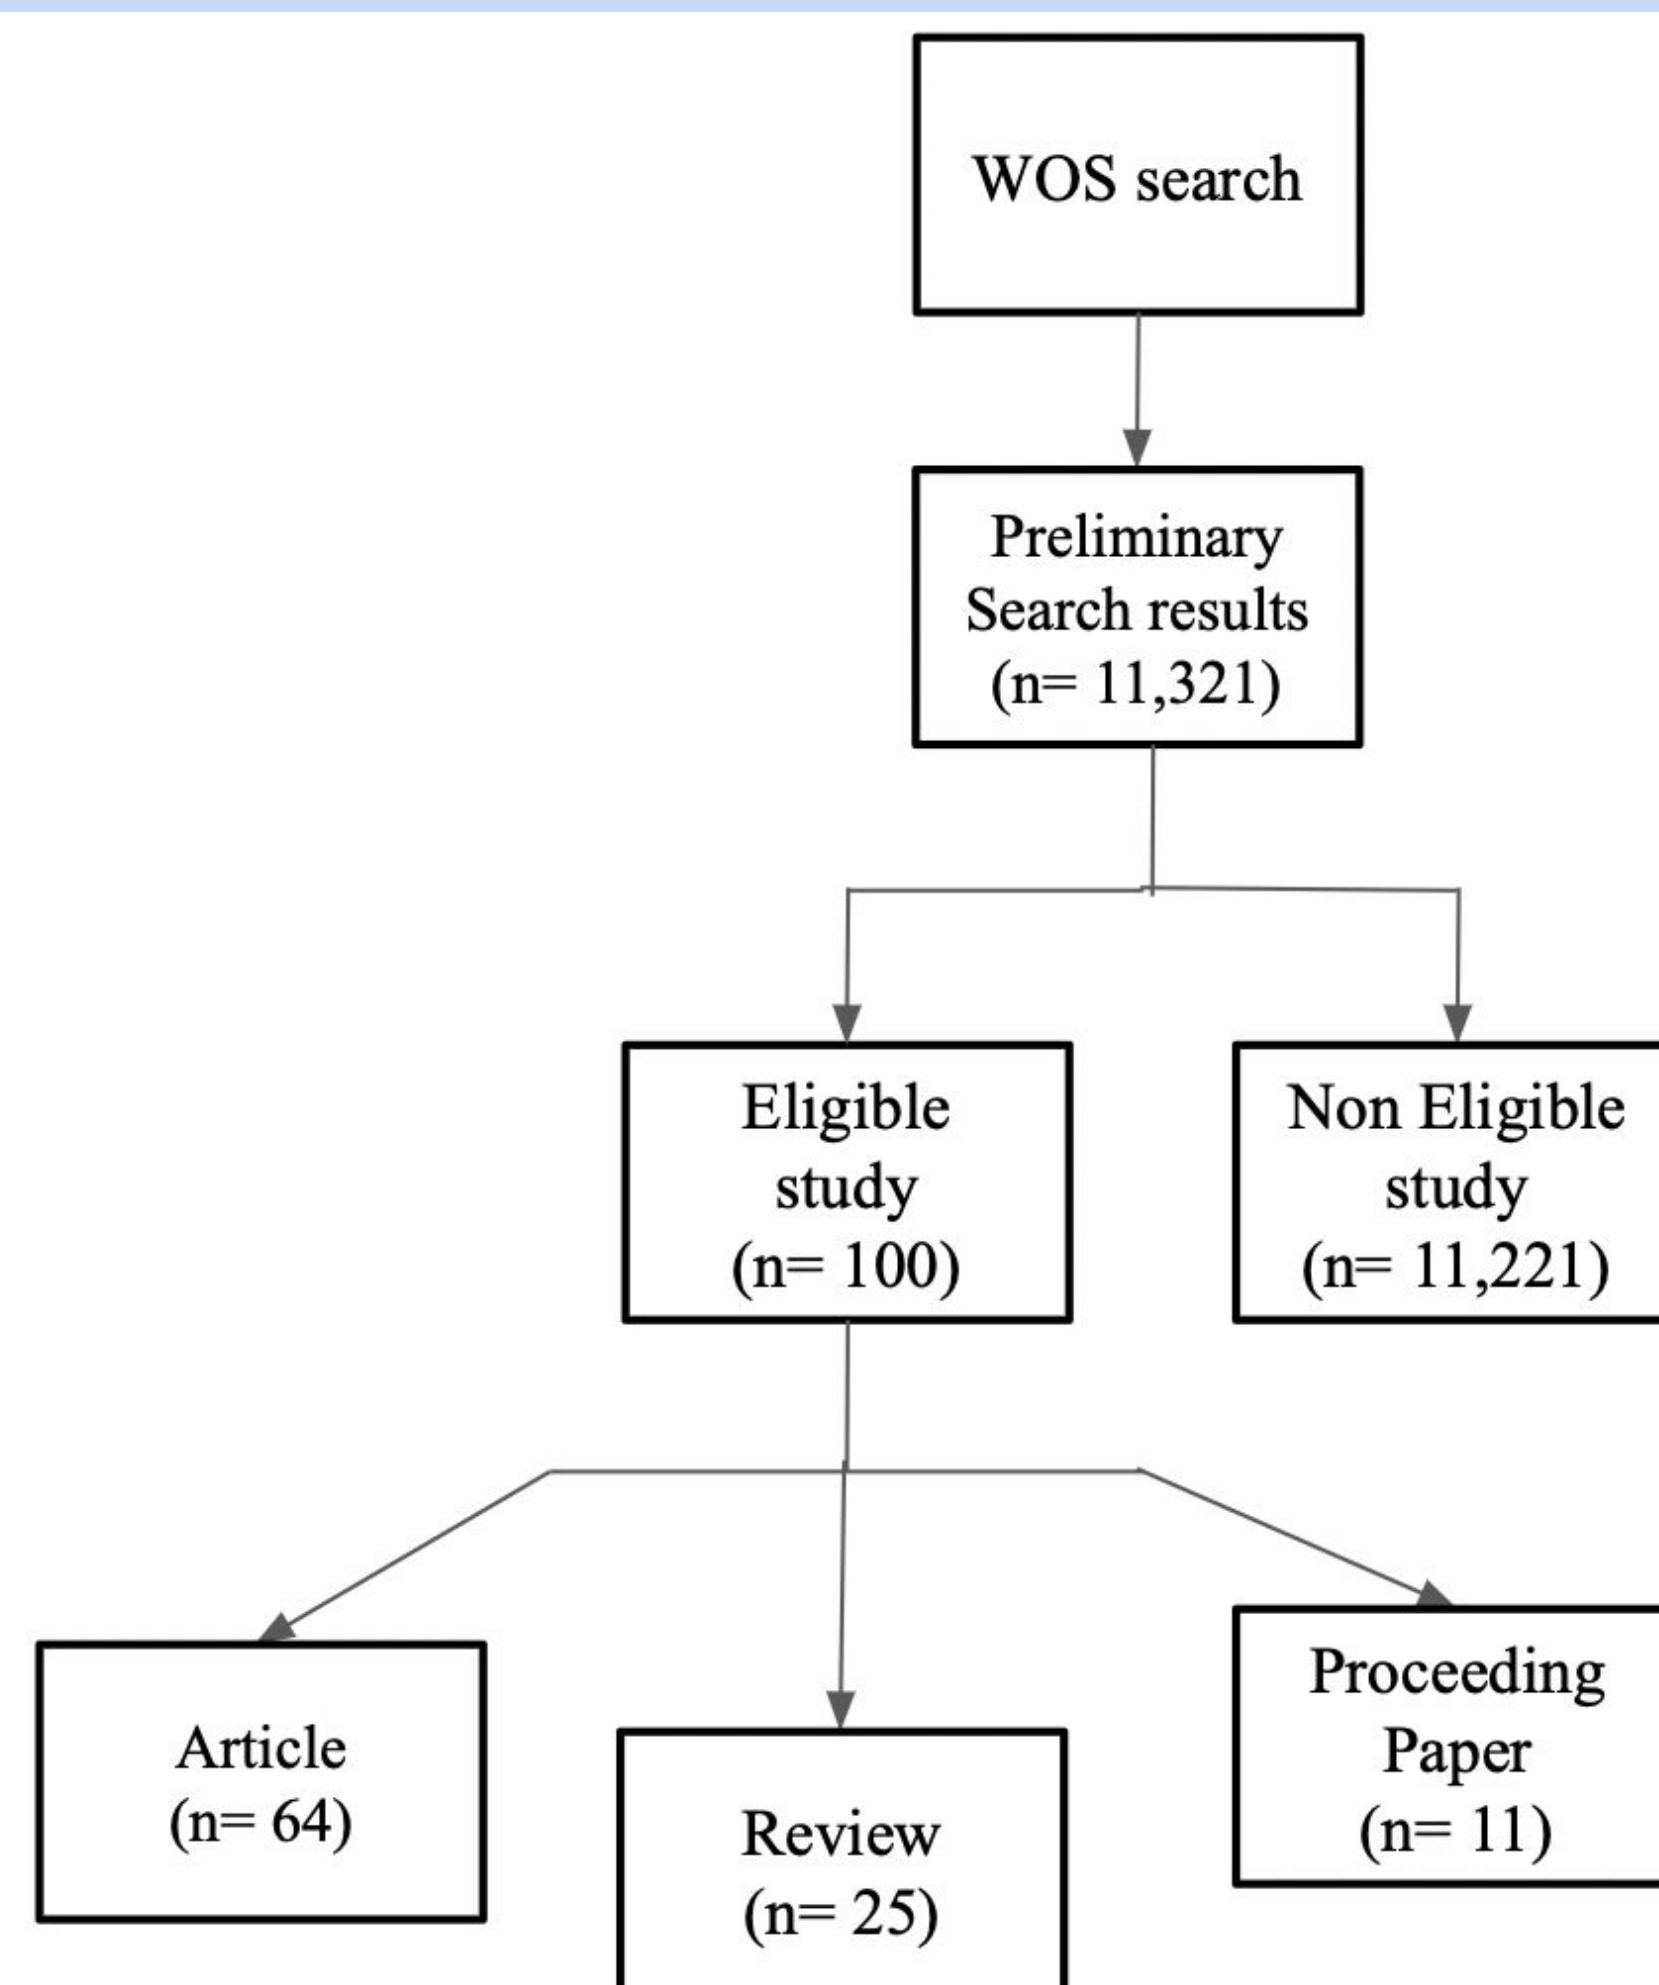 WOS search
Preliminary
Search results
(n= 11,321)
Eligible
study
(n= 100)
Non Eligible
study
(n= 11,221)
Article
(n= 64)
Review
(n= 25)
Proceeding
Paper
(n= 11)